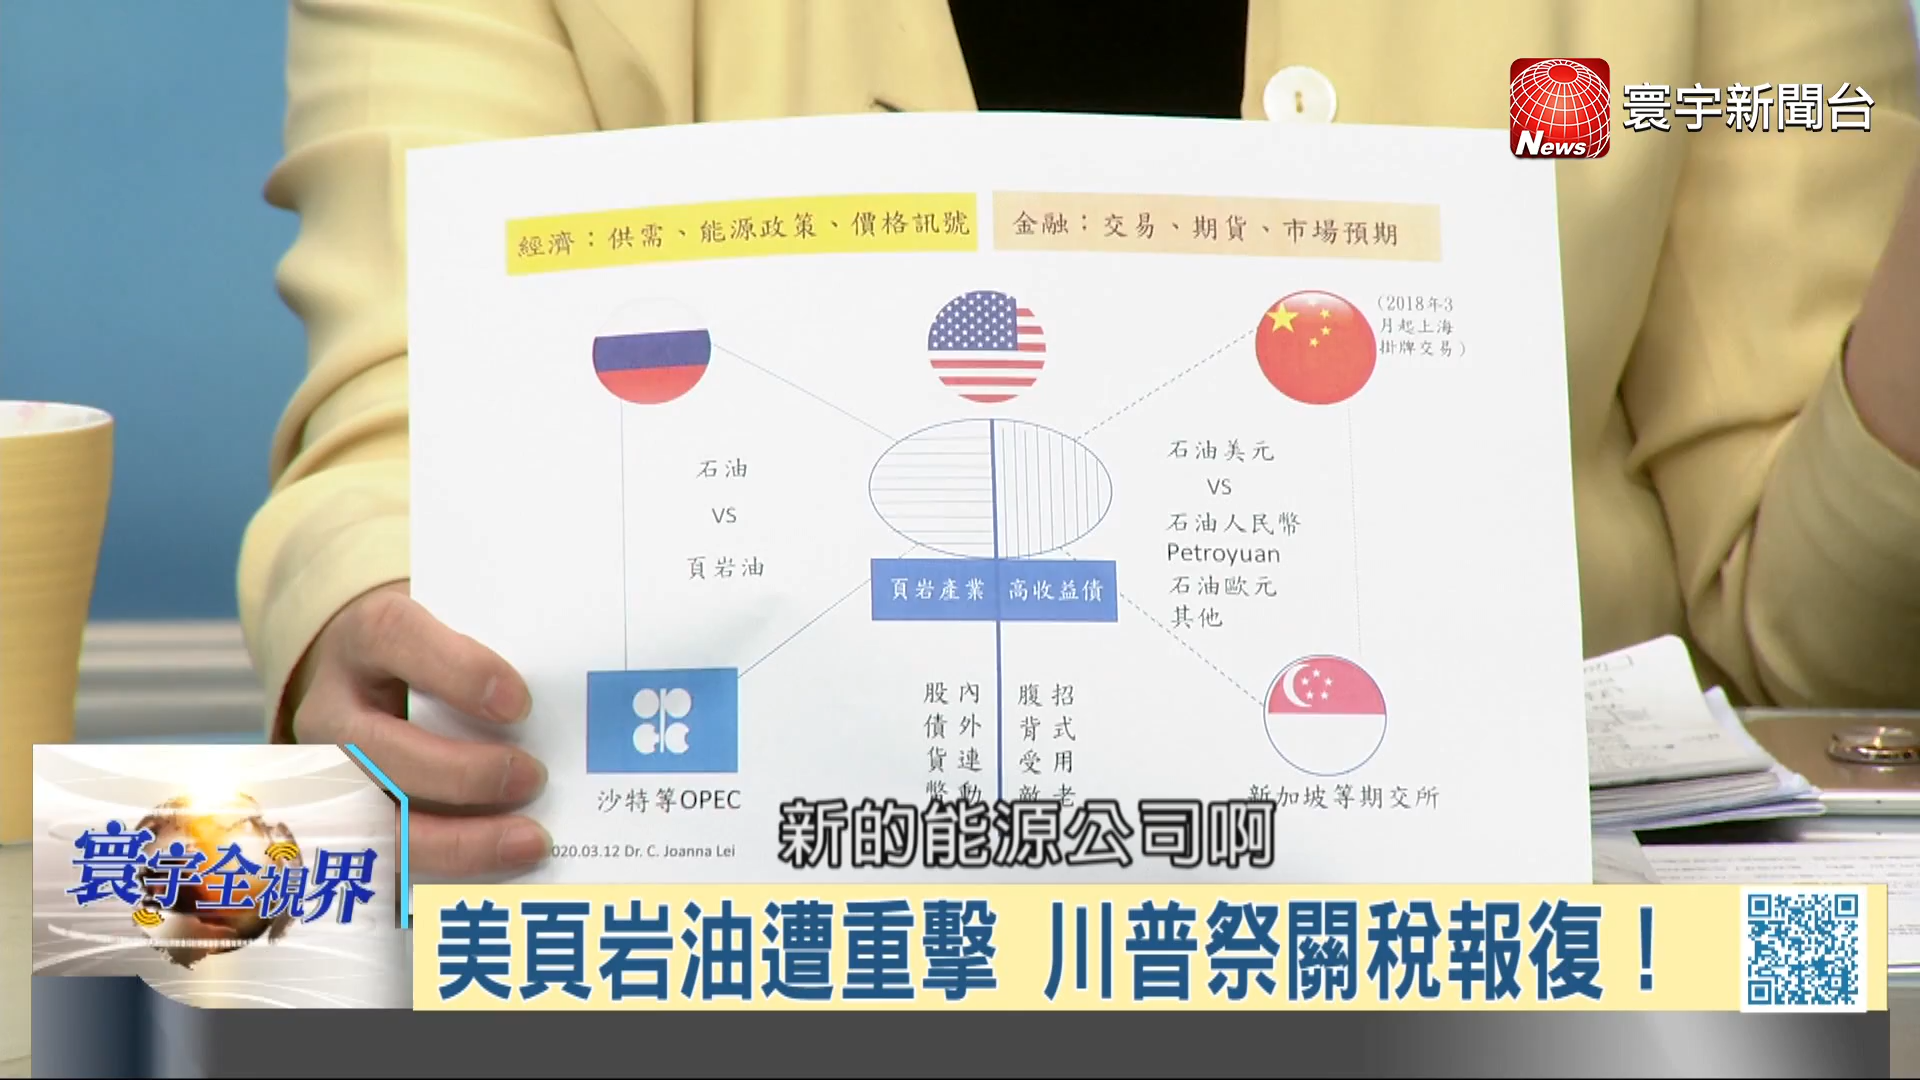 News
寰宇新聞台
經濟：供需、能源政策、價格訊號
金融：交易、期貨、市場預期
(2018年3
月起上海
掛牌交易)
石油
VS
頁岩油
石油美元
VS
石油人民幣
Petroyuan
石油歐元
其他
頁岩產業
高收益債
內外連動
股債貨幣
招式用老
腹背受敵
沙特等OPEC
新加坡等期交所
020.03.12 Dr. C. Joanna Lei
新的能源公司啊
寰宇全視界
美頁岩油遭重擊 川普祭關稅報復！